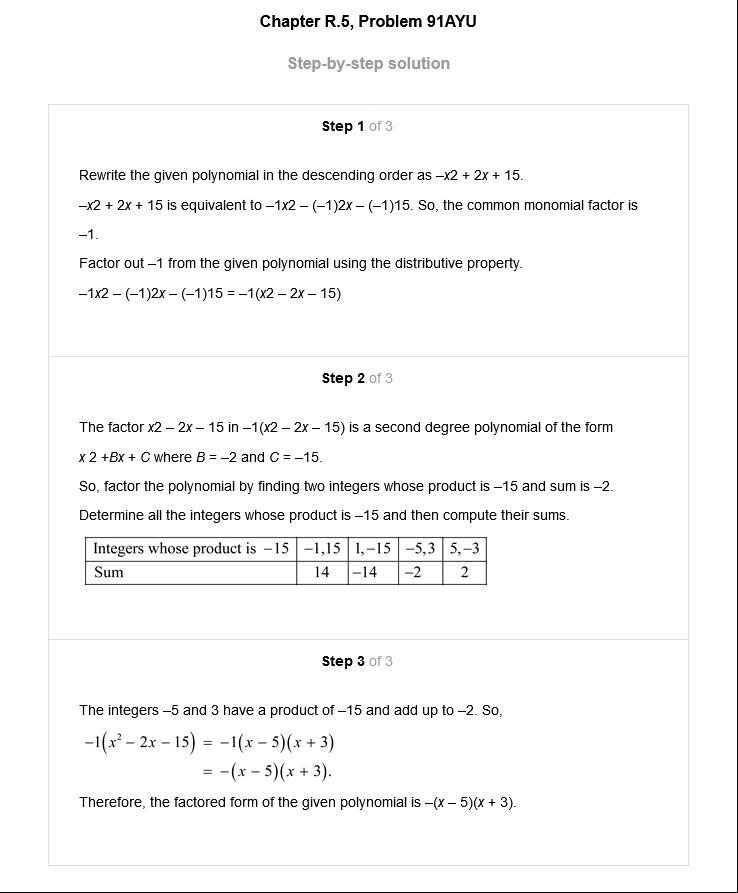 Chapter R.5, Problem 91AYU
Step-by-step solution
Step 1 of 3
Rewrite the given polynomial in the descending order as –x2 + 2x + 15.
–x2 + 2x + 15 is equivalent to –1x2 – (–1)2x – (–1)15. So, the common monomial factor is
–1.
Factor out –1 from the given polynomial using the distributive property.
–1x2 – (–1)2x – (–1)15 = –1(x2 – 2x – 15)
Step 2 of 3
The factor x2 – 2x – 15 in –1(x2 – 2x – 15) is a second degree polynomial of the form
x 2 +Bx + C where B = –2 and C = –15.
So, factor the polynomial by finding two integers whose product is –15 and sum is –2.
Determine all the integers whose product is –15 and then compute their sums.
Integers whose product is −15 −1,15 1,−15 −5,3 5,−3
Sum 14 −14 −2 2
Step 3 of 3
The integers –5 and 3 have a product of –15 and add up to –2. So,
−1(x² − 2x − 15) = −1(x − 5)(x + 3)
= −(x − 5)(x + 3).
Therefore, the factored form of the given polynomial is –(x – 5)(x + 3).